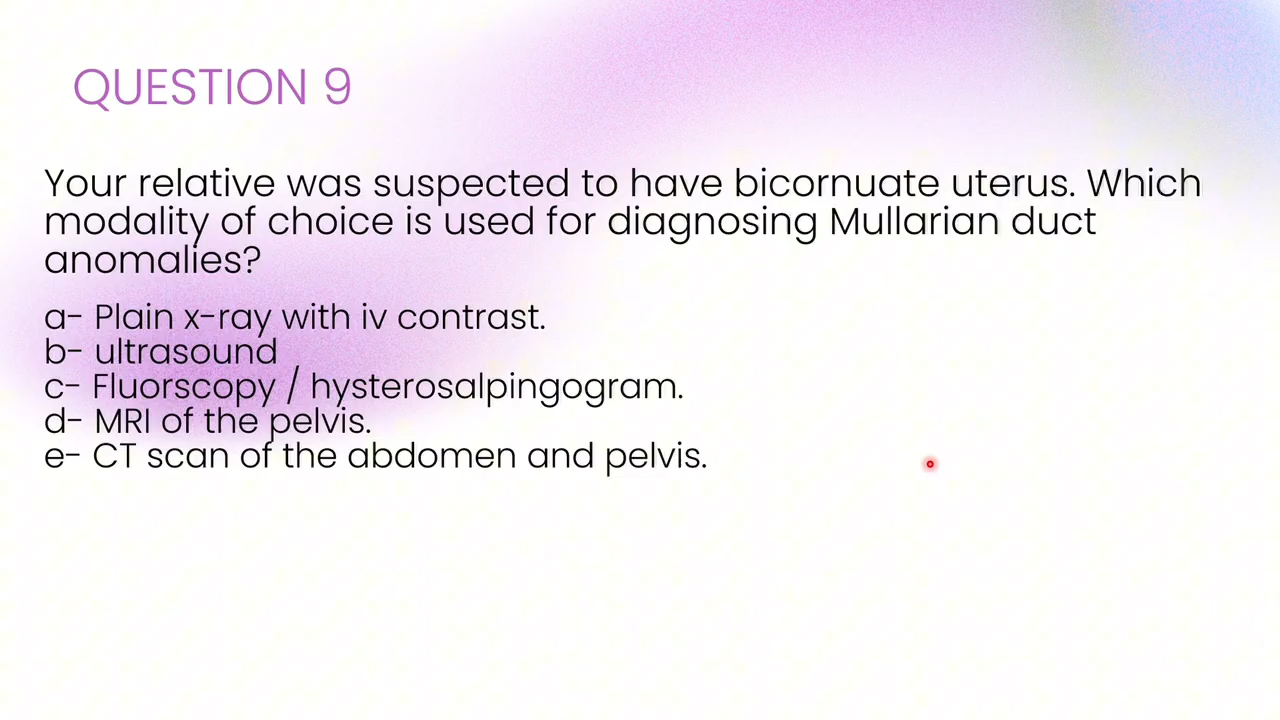 QUESTION 9
Your relative was suspected to have bicornuate uterus. Which
modality of choice is used for diagnosing Mullarian duct
anomalies?
a- Plain x-ray with iv contrast.
b- ultrasound
c- Fluorscopy / hysterosalpingogram.
d- MRI of the pelvis.
e- CT scan of the abdomen and pelvis.